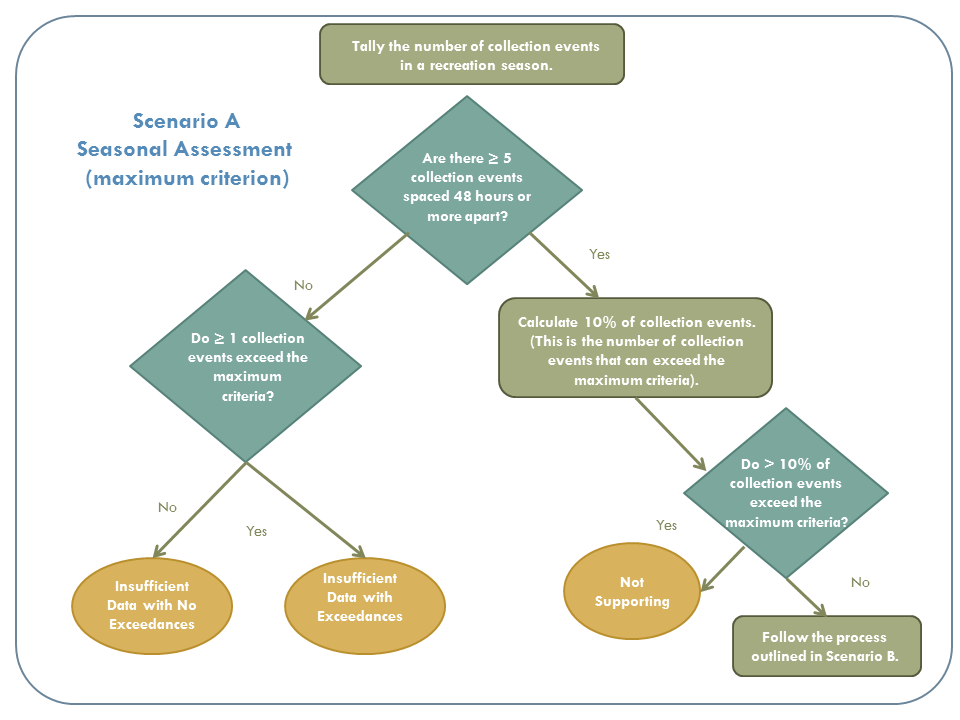 Tally the number of collection events
in a recreation season.
Scenario A
Seasonal Assessment
(maximum criterion)
Are there ≥ 5
collection events
spaced 48 hours or
more apart?
Yes
No
Calculate 10% of collection events.
(This is the number of collection
events that can exceed the
maximum criteria).
Do ≥ 1 collection
events exceed the
maximum
criteria?
Do > 10% of
collection events
exceed the
maximum criteria?
No
Yes
Yes
No
Insufficient
Data with No
Exceedances
Insufficient
Data with
Exceedances
Not
Supporting
Follow the process
outlined in Scenario B.